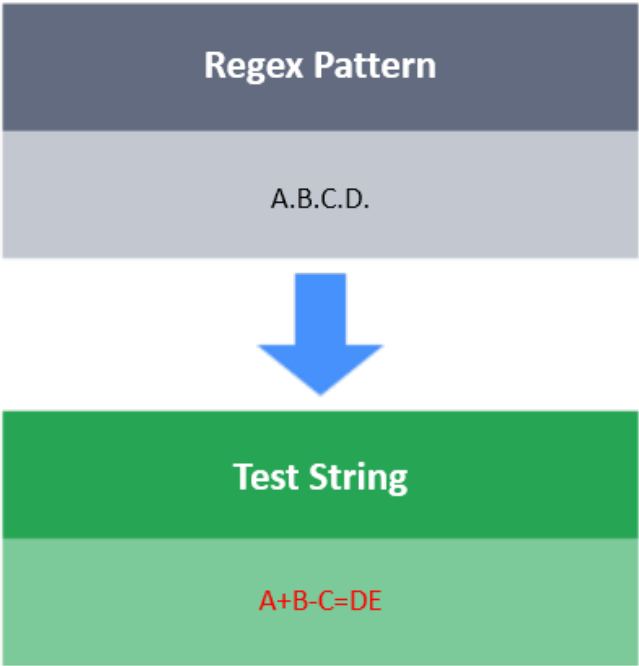 Regex Pattern
A.B.C.D.
Test String
A+B-C=DE